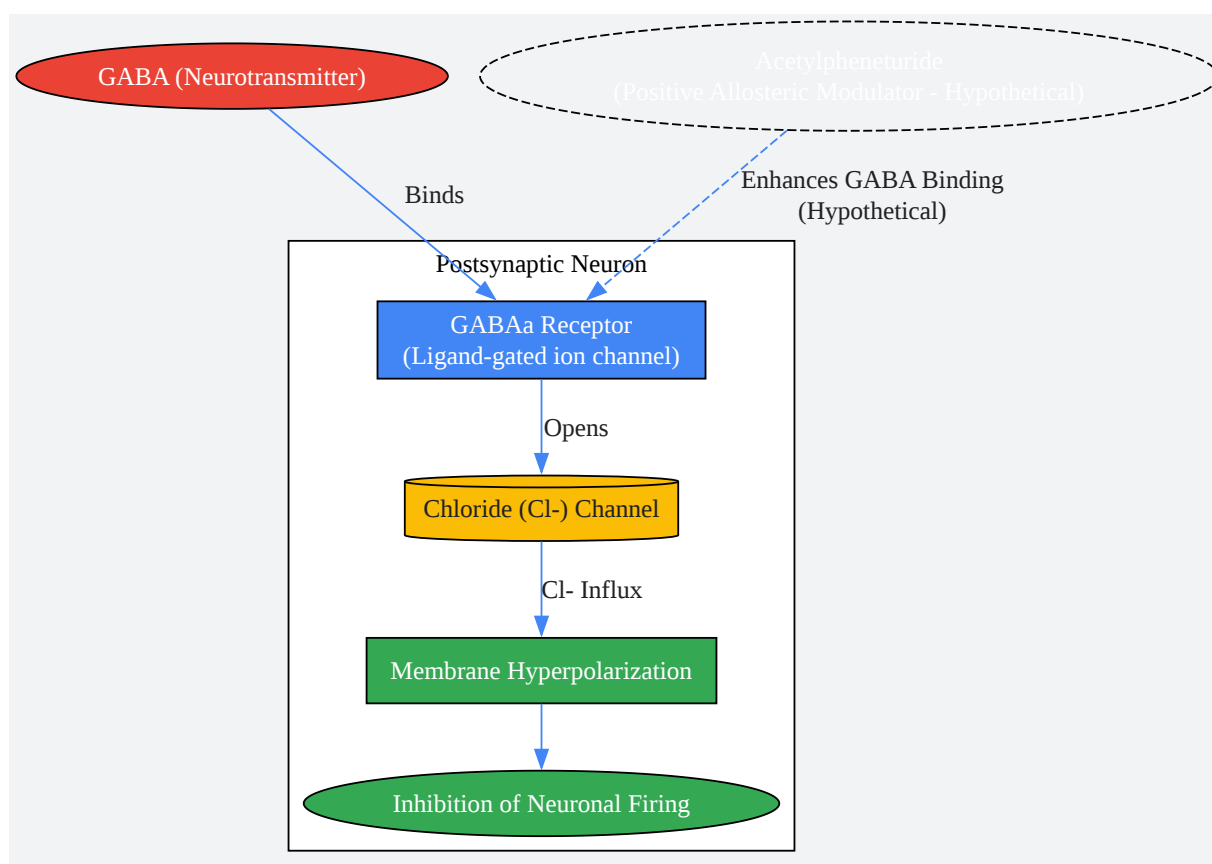 GABA (Neurotransmitter)
Acetylpheneturide
(Positive Allosteric Modulator - Hypothetical)
Binds
Enhances GABA Binding
(Hypothetical)
Postsynaptic Neuron
GABAa Receptor
(Ligand-gated ion channel)
Opens
Chloride (Cl-) Channel
Cl- Influx
Membrane Hyperpolarization
Inhibition of Neuronal Firing